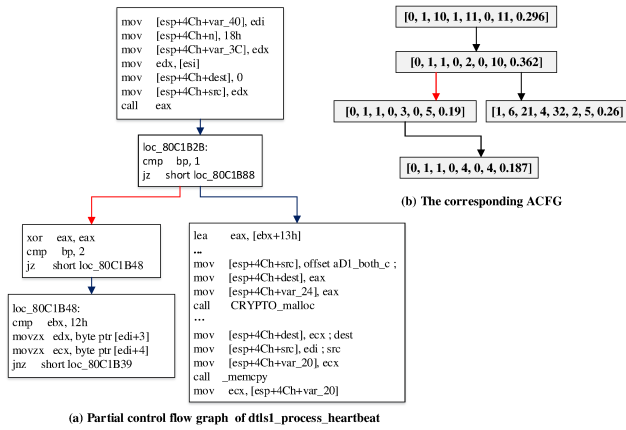 mov [esp+4Ch+var_40], edi
mov [esp+4Ch+n], 18h
mov [esp+4Ch+var_3C], edx
mov edx, [esi]
mov [esp+4Ch+dest], 0
mov [esp+4Ch+src], edx
call eax
loc_80C1B2B:
cmp bp, 1
jz short loc_80C1B88
xor eax, eax
cmp bp, 2
jz short loc_80C1B48
loc_80C1B48:
cmp ebx, 12h
movzx edx, byte ptr [edi+3]
movzx ecx, byte ptr [edi+4]
jnz short loc_80C1B39
lea eax, [ebx+13h]
...
mov [esp+4Ch+src], offset aD1_both_c ;
mov [esp+4Ch+dest], eax
mov [esp+4Ch+var_24], eax
call CRYPTO_malloc
...
mov [esp+4Ch+dest], ecx ; dest
mov [esp+4Ch+src], edi ; src
mov [esp+4Ch+var_20], ecx
call _memcpy
mov ecx, [esp+4Ch+var_20]
(a) Partial control flow graph of dtls1_process_heartbeat
[0, 1, 10, 1, 11, 0, 11, 0.296]
[0, 1, 1, 0, 2, 0, 10, 0.362]
[0, 1, 1, 0, 3, 0, 5, 0.19]
[1, 6, 21, 4, 32, 2, 5, 0.26]
[0, 1, 1, 0, 4, 0, 4, 0.187]
(b) The corresponding ACFG